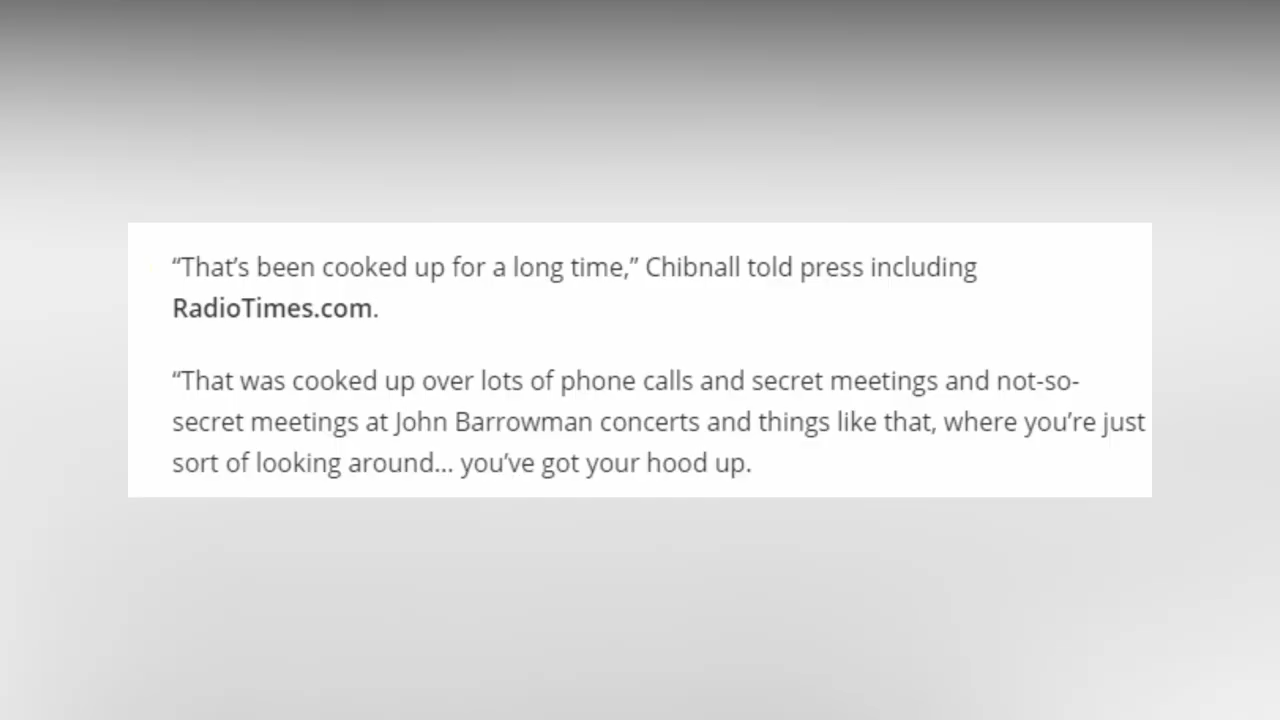 “That’s been cooked up for a long time,” Chibnall told press including
RadioTimes.com.
“That was cooked up over lots of phone calls and secret meetings and not-so-
secret meetings at John Barrowman concerts and things like that, where you’re just
sort of looking around... you’ve got your hood up.